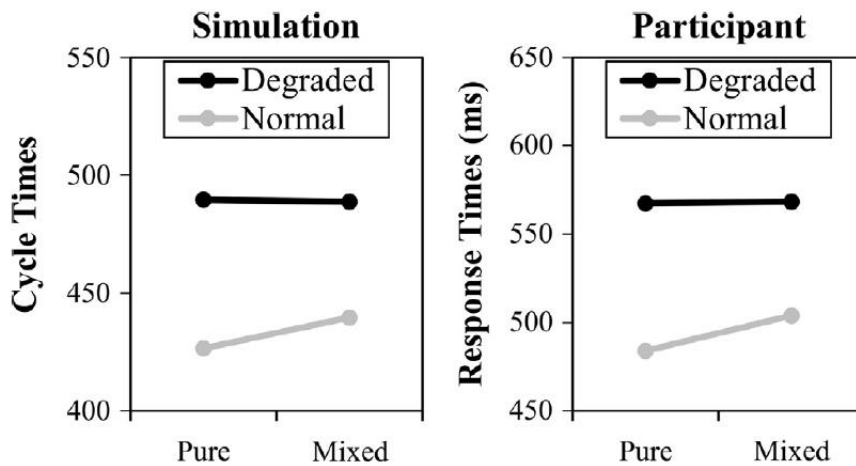 Simulation
Cycle Times
550
500
450
400
Degraded
Normal
Pure
Mixed
Participant
Response Times (ms)
650
600
550
500
450
Degraded
Normal
Pure
Mixed